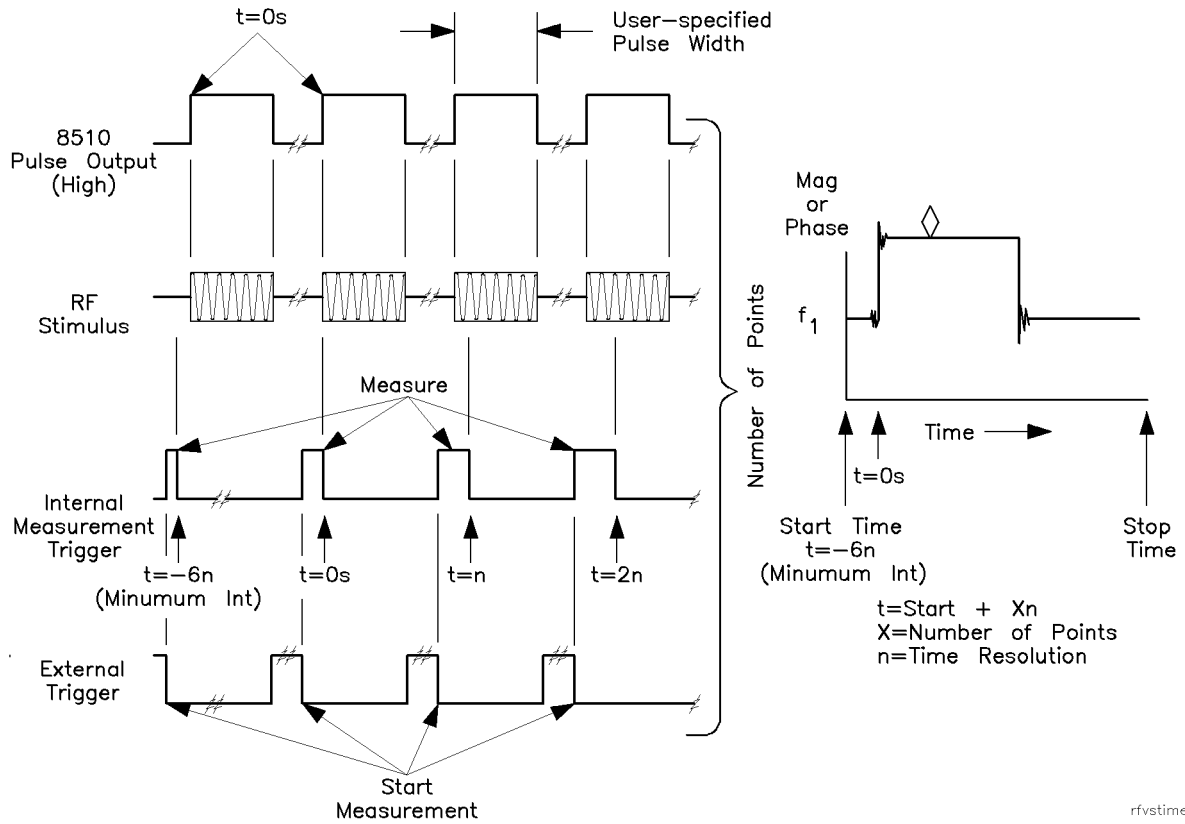 t=0s
User-specified
Pulse Width
8510
Pulse Output
(High)
RF
Stimulus
Measure
Internal
Measurement
Trigger
t=-6n
(Minumum Int)
t=0s
t=n
t=2n
External
Trigger
Start
Measurement
Number of Points
Mag
or
Phase
f1
Time
t=0s
Start Time
t=-6n
(Minimum Int)
Stop
Time
t=Start + Xn
X=Number of Points
n=Time Resolution
rfvstime